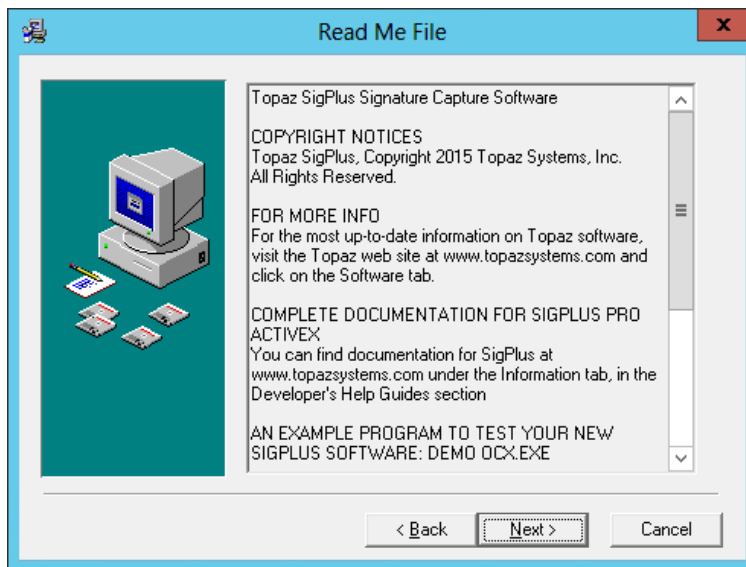 Read Me File
x
Topaz SigPlus Signature Capture Software
COPYRIGHT NOTICES
Topaz SigPlus, Copyright 2015 Topaz Systems, Inc.
All Rights Reserved.
FOR MORE INFO
For the most up-to-date information on Topaz software,
visit the Topaz web site at www.topazsystems.com and
click on the Software tab.
COMPLETE DOCUMENTATION FOR SIGPLUS PRO
ACTIVEX
You can find documentation for SigPlus at
www.topazsystems.com under the Information tab, in the
Developer's Help Guides section
AN EXAMPLE PROGRAM TO TEST YOUR NEW
SIGPLUS SOFTWARE: DEMO OCX.EXE
< Back
Next >
Cancel